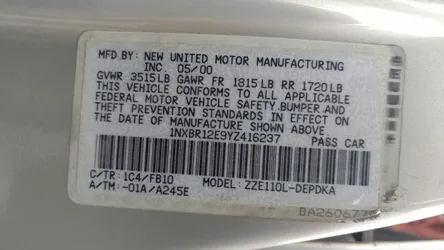 MFD.BY: NEW UNITED MOTOR MANUFACTURING
INC. 05/00
GVWR 3515LB GAWR FR 1815LB RR 1720LB
THIS VEHICLE CONFORMS TO ALL APPLICABLE
FEDERAL MOTOR VEHICLE SAFETY,BUMPER,AND
THEFT PREVENTION STANDARDS IN EFFECT ON
THE DATE OF MANUFACTURE SHOWN ABOVE.
1NXBR12E9YZ416237 PASS CAR
C/TR: 1C4/FB10 MODEL: ZZE110L-DEPDKA
A/TM: -01A/A245E